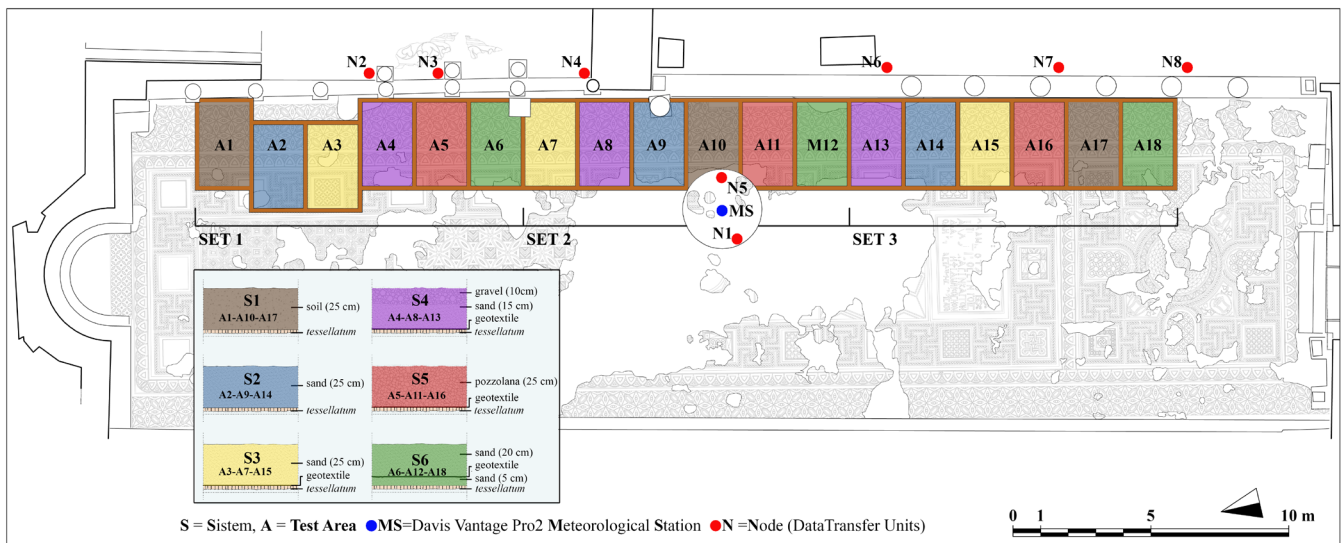 N2 N3 N4 N6 N7 N8
A1 A2 A3 A4 A5 A6 A7 A8 A9 A10 A11 M12 A13 A14 A15 A16 A17 A18
N5
MS
N1
SET 1 SET 2 SET 3
S1
A1-A10-A17
soil (25 cm)
tessellatum
S4
A4-A8-A13
gravel (10cm)
sand (15 cm)
geotextile
tessellatum
S2
A2-A9-A14
sand (25 cm)
tessellatum
S5
A5-A11-A16
pozzolana (25 cm)
geotextile
tessellatum
S3
A3-A7-A15
sand (25 cm)
geotextile
tessellatum
S6
A6-A12-A18
sand (20 cm)
geotextile
sand (5 cm)
tessellatum
S = Sistem, A = Test Area MS=Davis Vantage Pro2 Meteorological Station N =Node (DataTransfer Units)
0 1 5 10 m